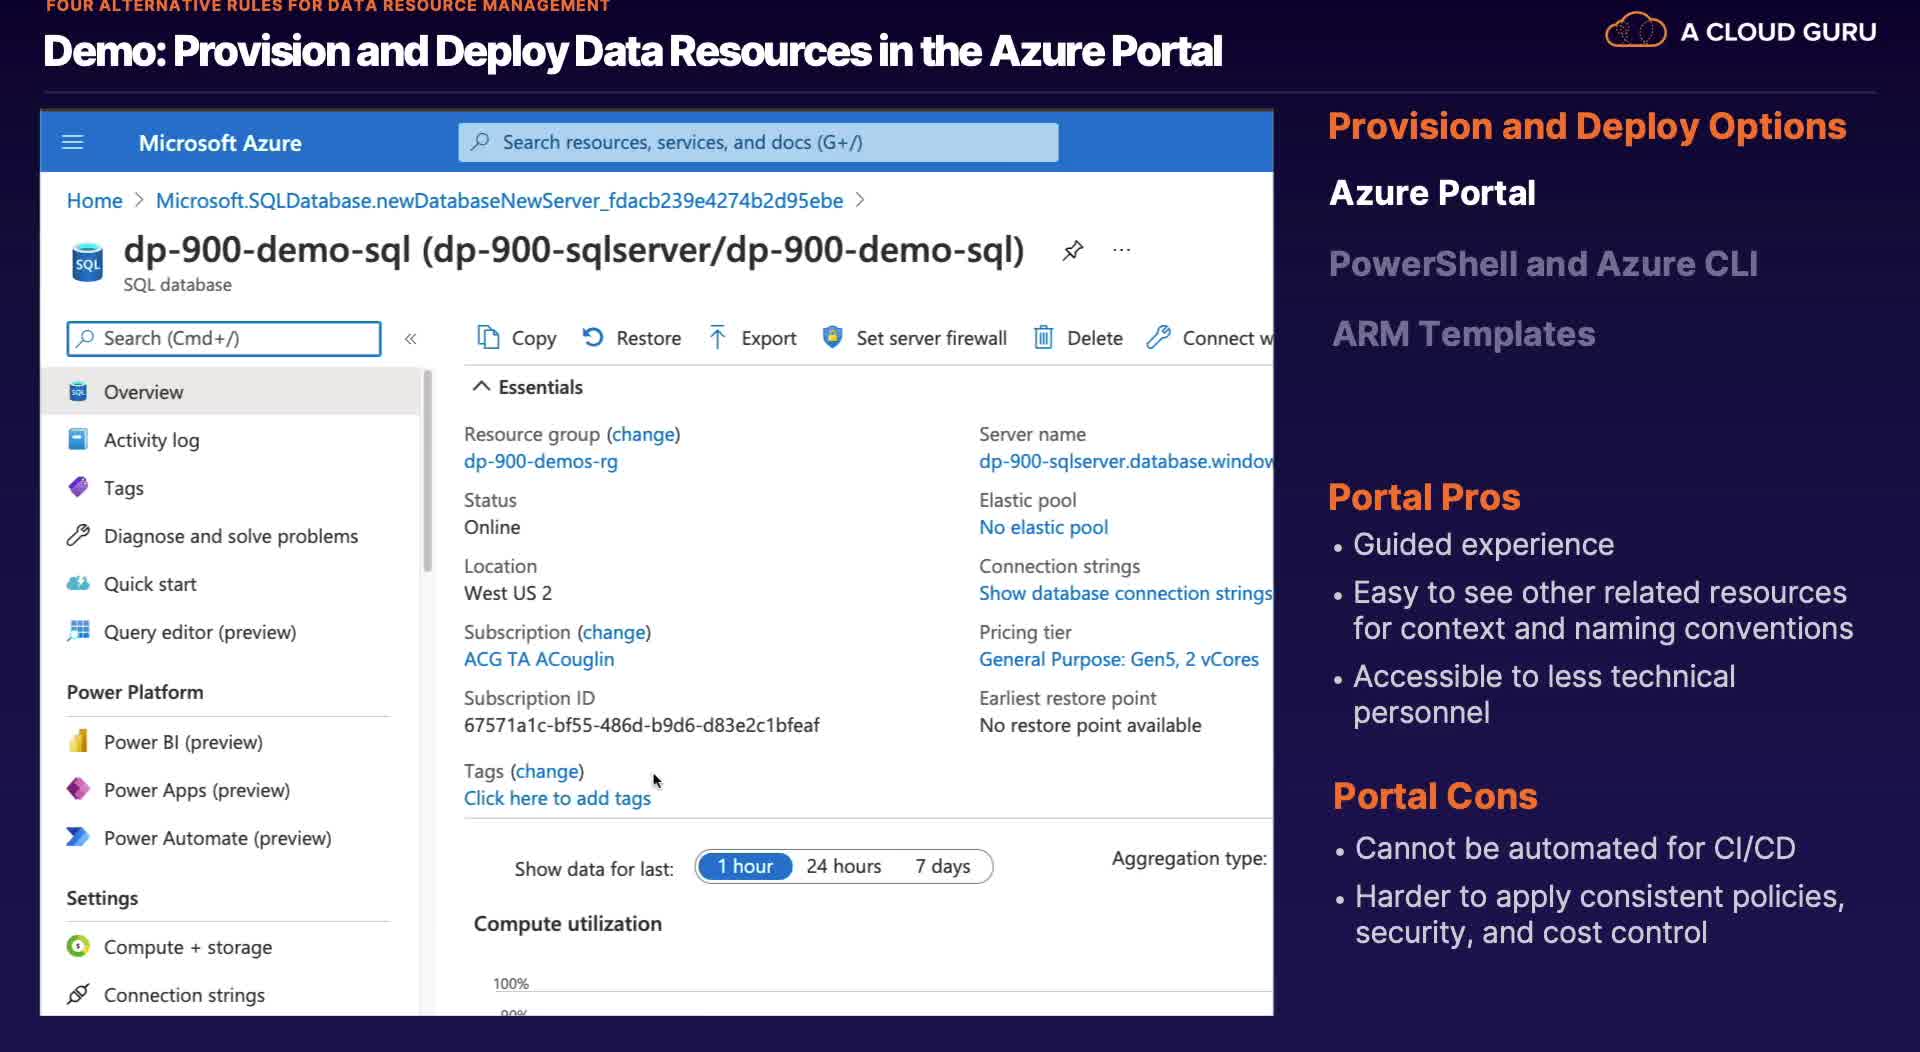 FOUR ALTERNATIVE RULES FOR DATA RESOURCE MANAGEMENT
Demo: Provision and Deploy Data Resources in the Azure Portal
A CLOUD GURU
Microsoft Azure
Search resources, services, and docs (G+/)
Home > Microsoft.SQLDatabase.newDatabaseNewServer_fdacb239e4274b2d95ebe >
dp-900-demo-sql (dp-900-sqlserver/dp-900-demo-sql)
SQL
SQL database
Search (Cmd+/)
Overview
Activity log
Tags
Diagnose and solve problems
Quick start
Query editor (preview)
Power Platform
Power BI (preview)
Power Apps (preview)
Power Automate (preview)
Settings
Compute + storage
Connection strings
Copy Restore Export Set server firewall Delete Connect w
Essentials
Resource group (change)
dp-900-demos-rg
Status
Online
Location
West US 2
Subscription (change)
ACG TA ACouglin
Subscription ID
67571a1c-bf55-486d-b9d6-d83e2c1bfeaf
Tags (change)
Click here to add tags
Server name
dp-900-sqlserver.database.window
Elastic pool
No elastic pool
Connection strings
Show database connection strings
Pricing tier
General Purpose: Gen5, 2 vCores
Earliest restore point
No restore point available
Show data for last: 1 hour 24 hours 7 days
Aggregation type:
Compute utilization
100%
90%
Provision and Deploy Options
Azure Portal
PowerShell and Azure CLI
ARM Templates
Portal Pros
• Guided experience
• Easy to see other related resources
for context and naming conventions
• Accessible to less technical
personnel
Portal Cons
• Cannot be automated for CI/CD
• Harder to apply consistent policies,
security, and cost control